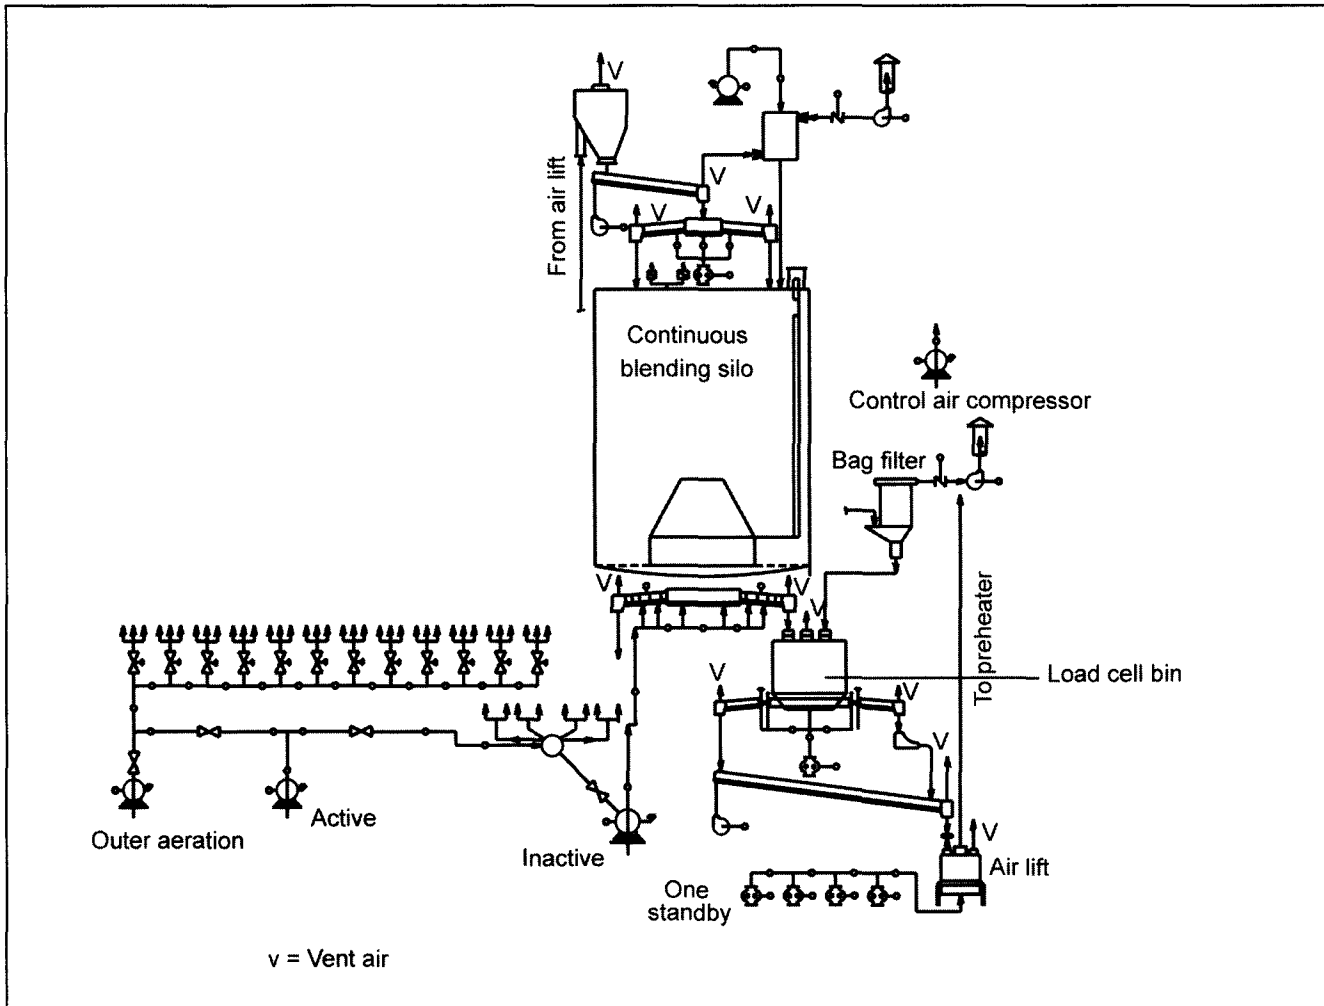 V
From air lift
V
V
V
Continuous
blending silo
Control air compressor
Bag filter
To preheater
V
V
V
Load cell bin
V
V
V
V
Outer aeration
Active
Inactive
Air lift
One
standby
v = Vent air